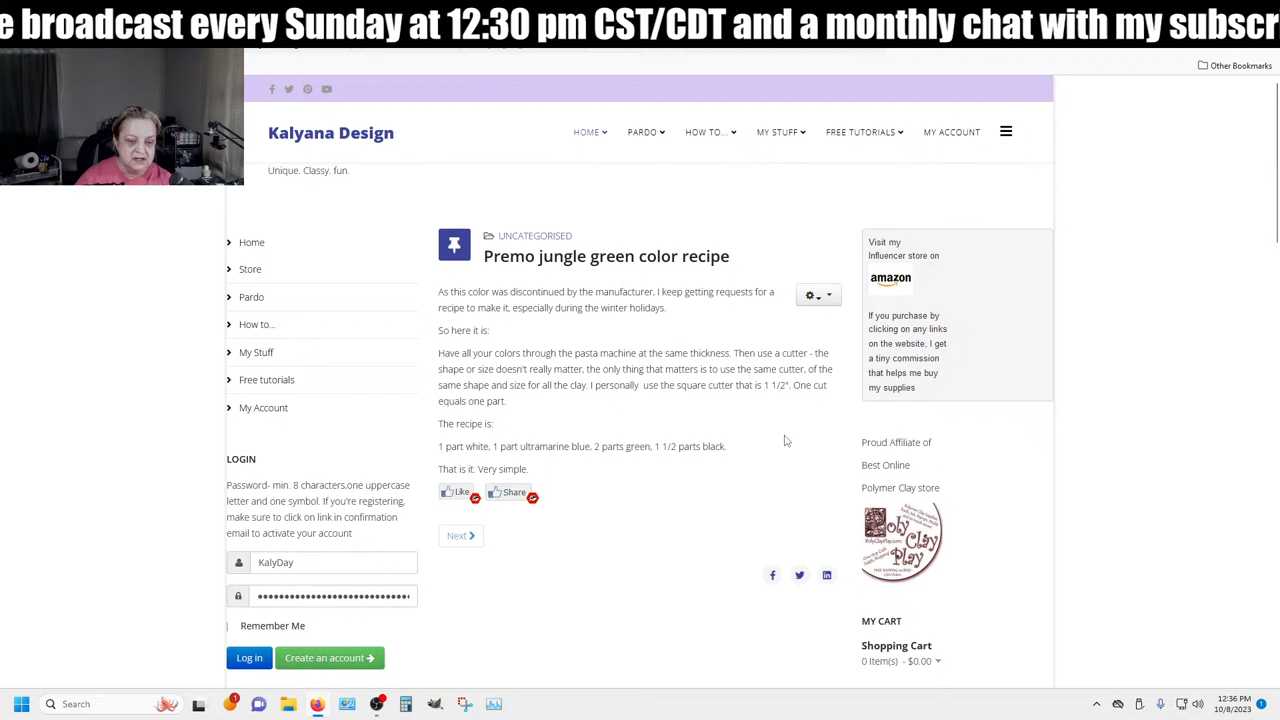 e broadcast every Sunday at 12:30 pm CST/CDT and a monthly chat with my subscr
Other Bookmarks
Kalyana Design
HOME
PARDO
HOW TO...
MY STUFF
FREE TUTORIALS
MY ACCOUNT
Unique. Classy. fun.
Home
Store
Pardo
How to...
My Stuff
Free tutorials
My Account
LOGIN
Password- min. 8 characters,one uppercase
letter and one symbol. If you're registering,
make sure to click on link in confirmation
email to activate your account
KalyDay
Remember Me
Log in
Create an account
UNCATEGORISED
Premo jungle green color recipe
As this color was discontinued by the manufacturer, I keep getting requests for a
recipe to make it, especially during the winter holidays.
So here it is:
Have all your colors through the pasta machine at the same thickness. Then use a cutter - the
shape or size doesn't really matter, the only thing that matters is to use the same cutter, of the
same shape and size for all the clay. I personally use the square cutter that is 1 1/2". One cut
equals one part.
The recipe is:
1 part white, 1 part ultramarine blue, 2 parts green, 1 1/2 parts black.
That is it. Very simple.
Like
Share
Next
Visit my
Influencer store on
amazon
If you purchase by
clicking on any links
on the website, I get
a tiny commission
that helps me buy
my supplies
Proud Affiliate of
Best Online
Polymer Clay store
Poly
Clay
Play
PolyClayPlay.com
MY CART
Shopping Cart
0 Item(s) - $0.00
Search
1
12:36 PM
10/8/2023
1